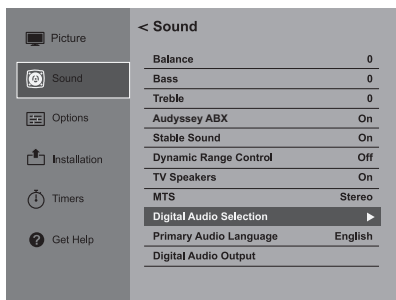 Picture
Sound
Options
Installation
Timers
Get Help
< Sound
Balance 0
Bass 0
Treble 0
Audyssey ABX On
Stable Sound On
Dynamic Range Control Off
TV Speakers On
MTS Stereo
Digital Audio Selection
Primary Audio Language English
Digital Audio Output